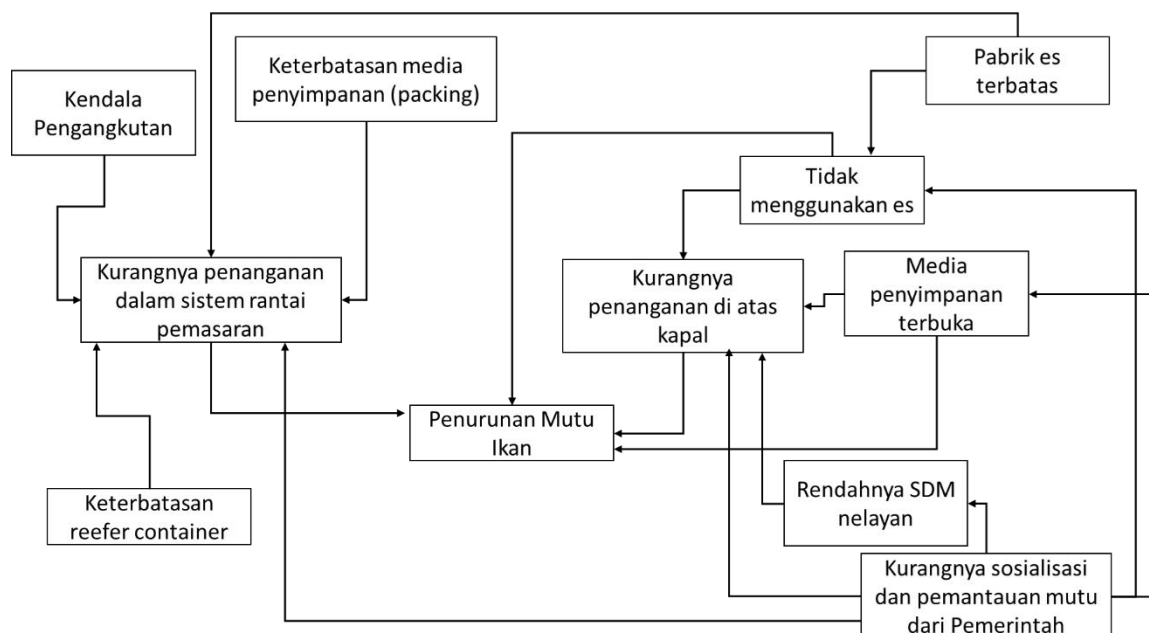 Pabrik es
terbatas
Keterbatasan media
penyimpanan (packing)
Kendala
Pengangkutan
Tidak
menggunakan es
Kurangnya penanganan
dalam sistem rantai
pemasaran
Kurangnya
penanganan di atas
kapal
Media
penyimpanan
terbuka
Penurunan Mutu
Ikan
Rendahnya SDM
nelayan
Keterbatasan
reefer container
Kurangnya sosialisasi
dan pemantauan mutu
dari Pemerintah